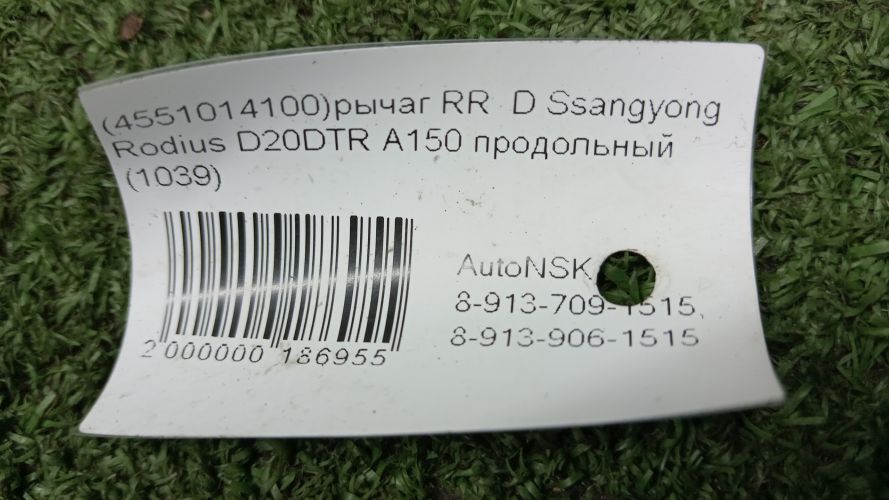 (4551014100)рычаг RR D Ssangyong
Rodius D20DTR A150 продольный
(1039)
AutoNSK
8-913-709-1515,
8-913-906-1515
2 000000 186955